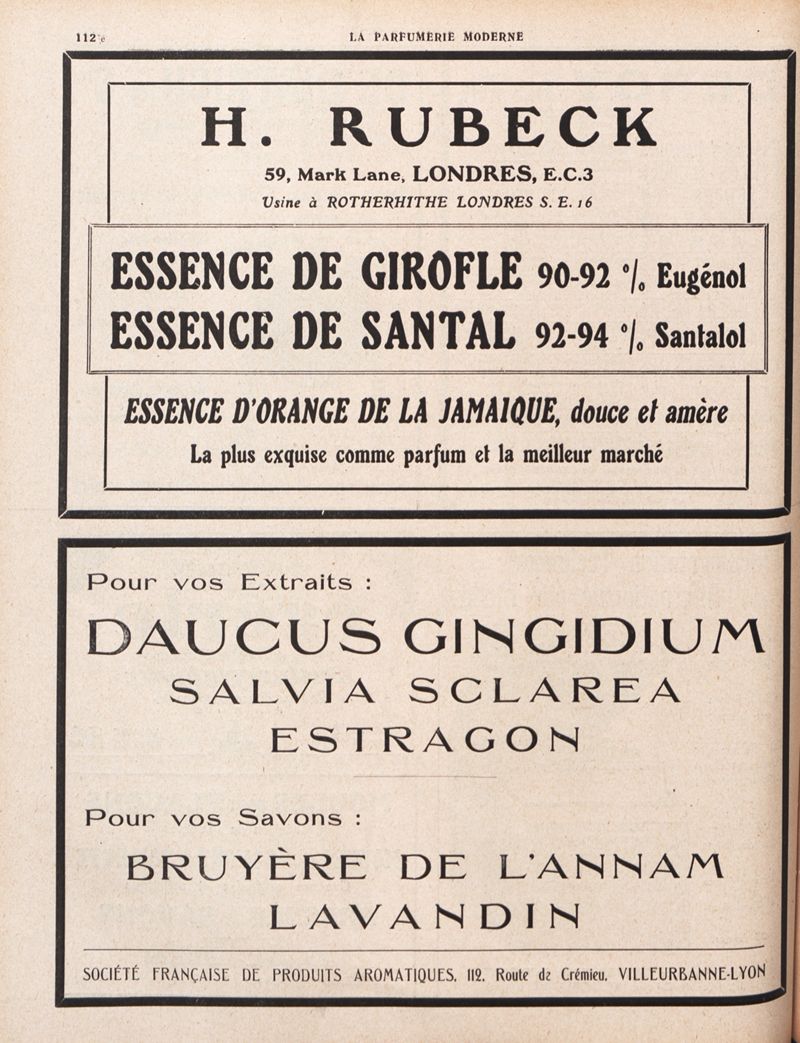 112 e
LA PARFUMERIE MODERNE
H. RUBECK
59, Mark Lane, LONDRES, E.C.3
Usine à ROTHERHITHE LONDRES S. E. 16
ESSENCE DE GIROFLE 90-92 % Eugénol
ESSENCE DE SANTAL 92-94 % Santalol
ESSENCE D'ORANGE DE LA JAMAIQUE, douce et amère
La plus exquise comme parfum et la meilleur marché
Pour vos Extraits :
DAUCUS GINGIDIUM
SALVIA SCLAREA
ESTRAGON
Pour vos Savons :
BRUYÈRE DE L'ANNAM
LAVANDIN
SOCIÉTÉ FRANÇAISE DE PRODUITS AROMATIQUES, 112, Route de Crémieu, VILLEURBANNE-LYON